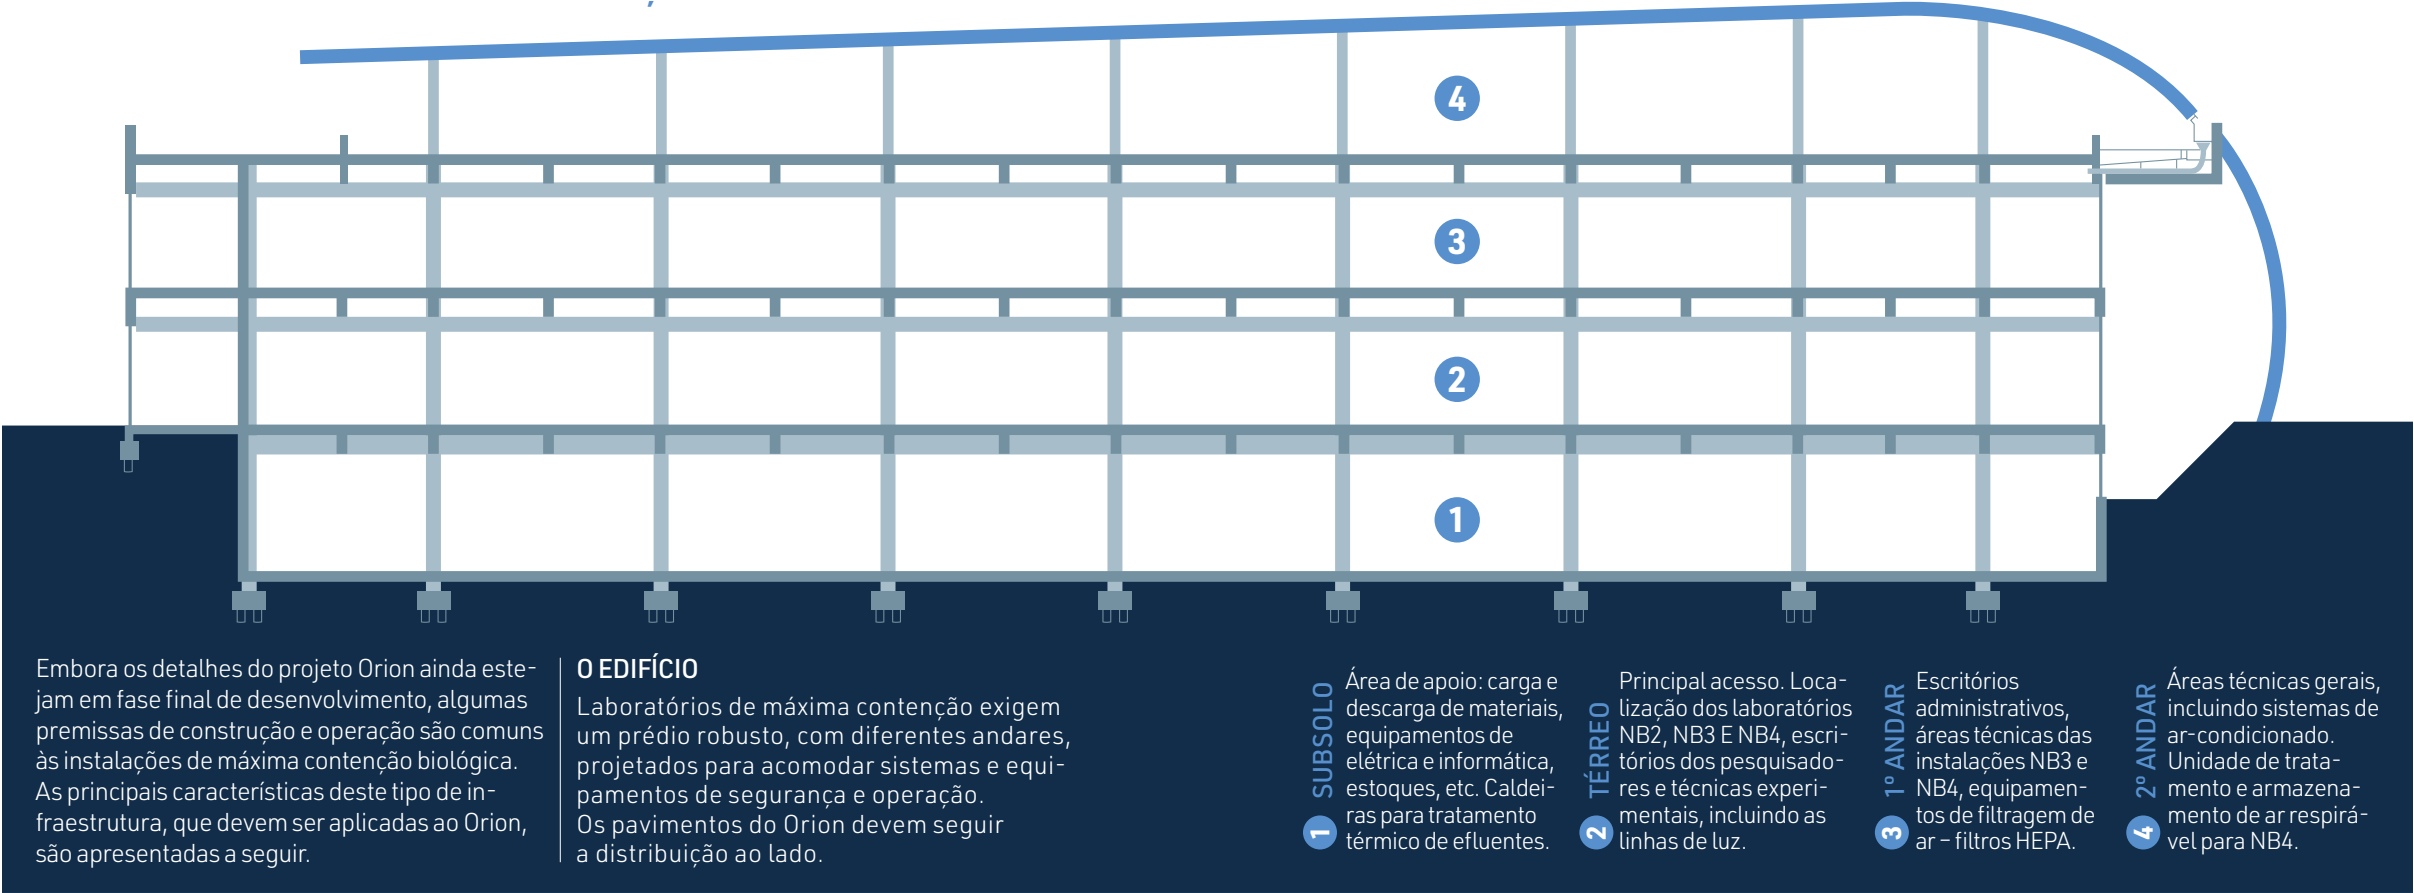 4
3
2
1
Embora os detalhes do projeto Orion ainda este-
jam em fase final de desenvolvimento, algumas
premissas de construção e operação são comuns
às instalações de máxima contenção biológica.
As principais características deste tipo de in-
fraestrutura, que devem ser aplicadas ao Orion,
são apresentadas a seguir.
O EDIFÍCIO
Laboratórios de máxima contenção exigem
um prédio robusto, com diferentes andares,
projetados para acomodar sistemas e equi-
pamentos de segurança e operação.
Os pavimentos do Orion devem seguir
a distribuição ao lado.
1 SUBSOLO
Área de apoio: carga e
descarga de materiais,
equipamentos de
elétrica e informática,
estoques, etc. Caldei-
ras para tratamento
térmico de efluentes.
2 TÉRREO
Principal acesso. Loca-
lização dos laboratórios
NB2, NB3 E NB4, escri-
tórios dos pesquisado-
res e técnicas experi-
mentais, incluindo as
linhas de luz.
3 1º ANDAR
Escritórios
administrativos,
áreas técnicas das
instalações NB3 e
NB4, equipamen-
tos de filtragem de
ar – filtros HEPA.
4 2º ANDAR
Áreas técnicas gerais,
incluindo sistemas de
ar-condicionado.
Unidade de trata-
mento e armazena-
mento de ar respirá-
vel para NB4.